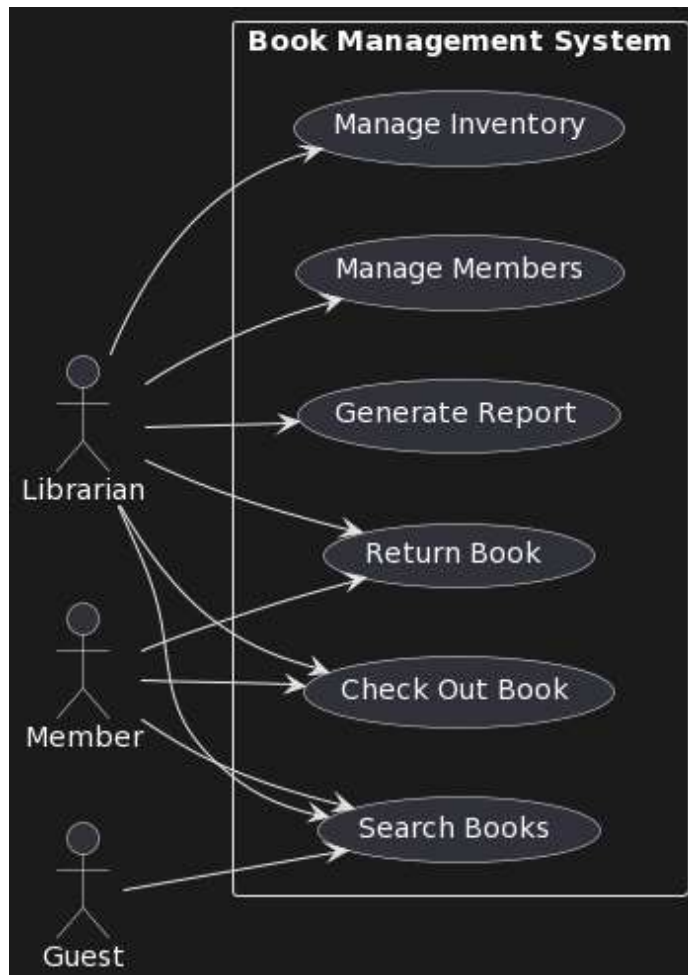 Book Management System
Manage Inventory
Manage Members
Generate Report
Librarian
Return Book
Check Out Book
Member
Search Books
Guest